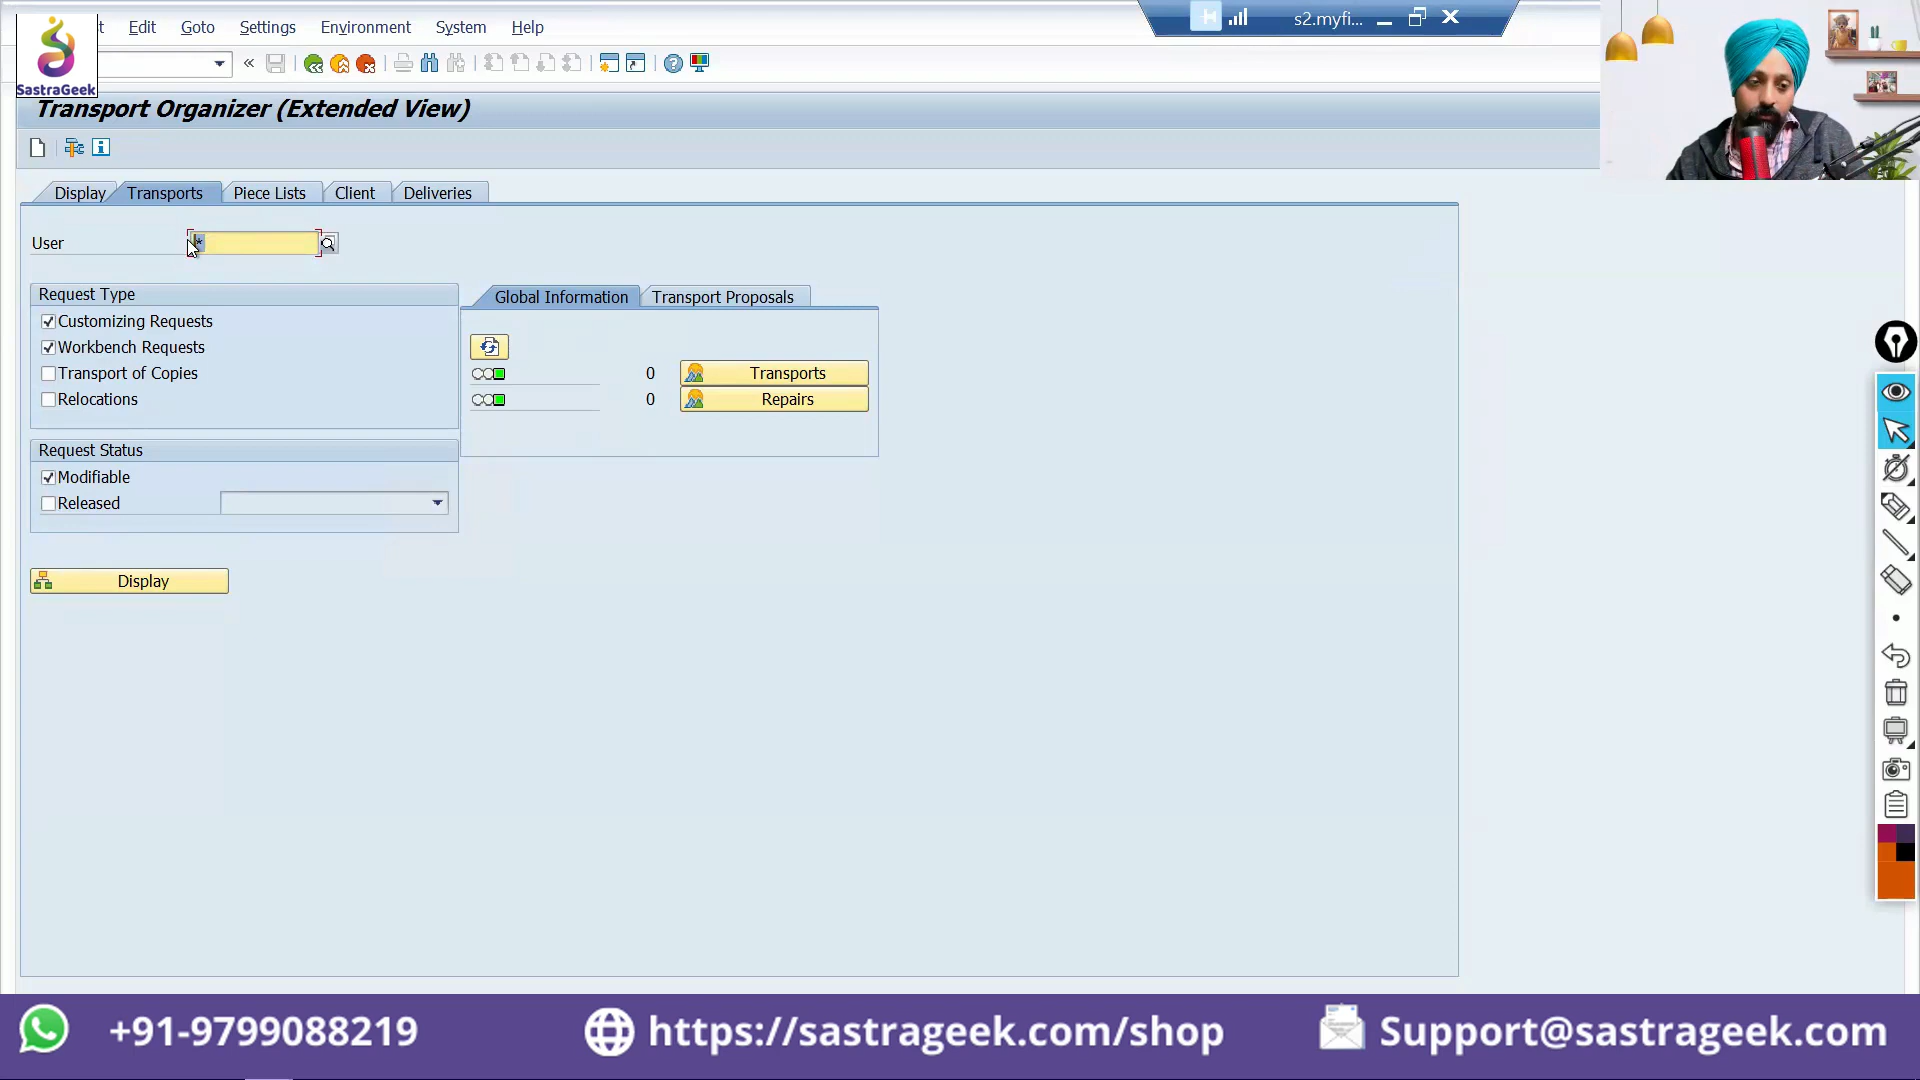 t Edit Goto Settings Environment System Help
s2.myfi...
SastraGeek
Transport Organizer (Extended View)
Display Transports Piece Lists Client Deliveries
User *
Request Type
Customizing Requests
Workbench Requests
Transport of Copies
Relocations
Global Information Transport Proposals
0 Transports
0 Repairs
Request Status
Modifiable
Released
Display
+91-9799088219 https://sastrageek.com/shop Support@sastrageek.com